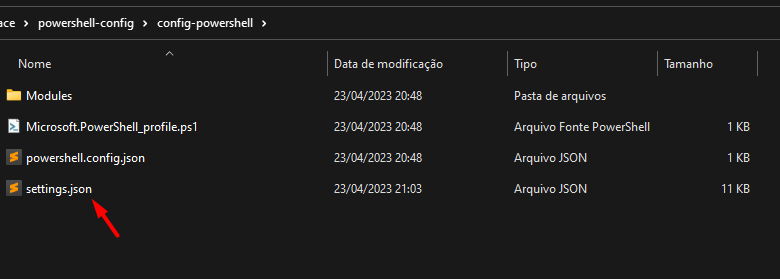 ace > powershell-config > config-powershell >
Nome Data de modificação Tipo Tamanho
Modules 23/04/2023 20:48 Pasta de arquivos
Microsoft.PowerShell_profile.ps1 23/04/2023 20:48 Arquivo Fonte PowerShell 1 KB
powershell.config.json 23/04/2023 20:48 Arquivo JSON 1 KB
settings.json 23/04/2023 21:03 Arquivo JSON 11 KB